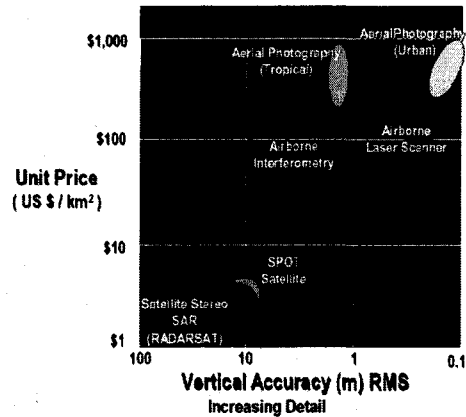 $1,000
Aerial Photography
(Urban)
Aerial Photography
(Tropical)
$100
Airborne
Laser Scanner
Airborne
Interferometry
Unit Price
( US $ / km²)
$10
SPOT
Satellite
Satellite Stereo
SAR
(RADARSAT)
$1
100
10
1
0.1
Vertical Accuracy (m) RMS
Increasing Detail